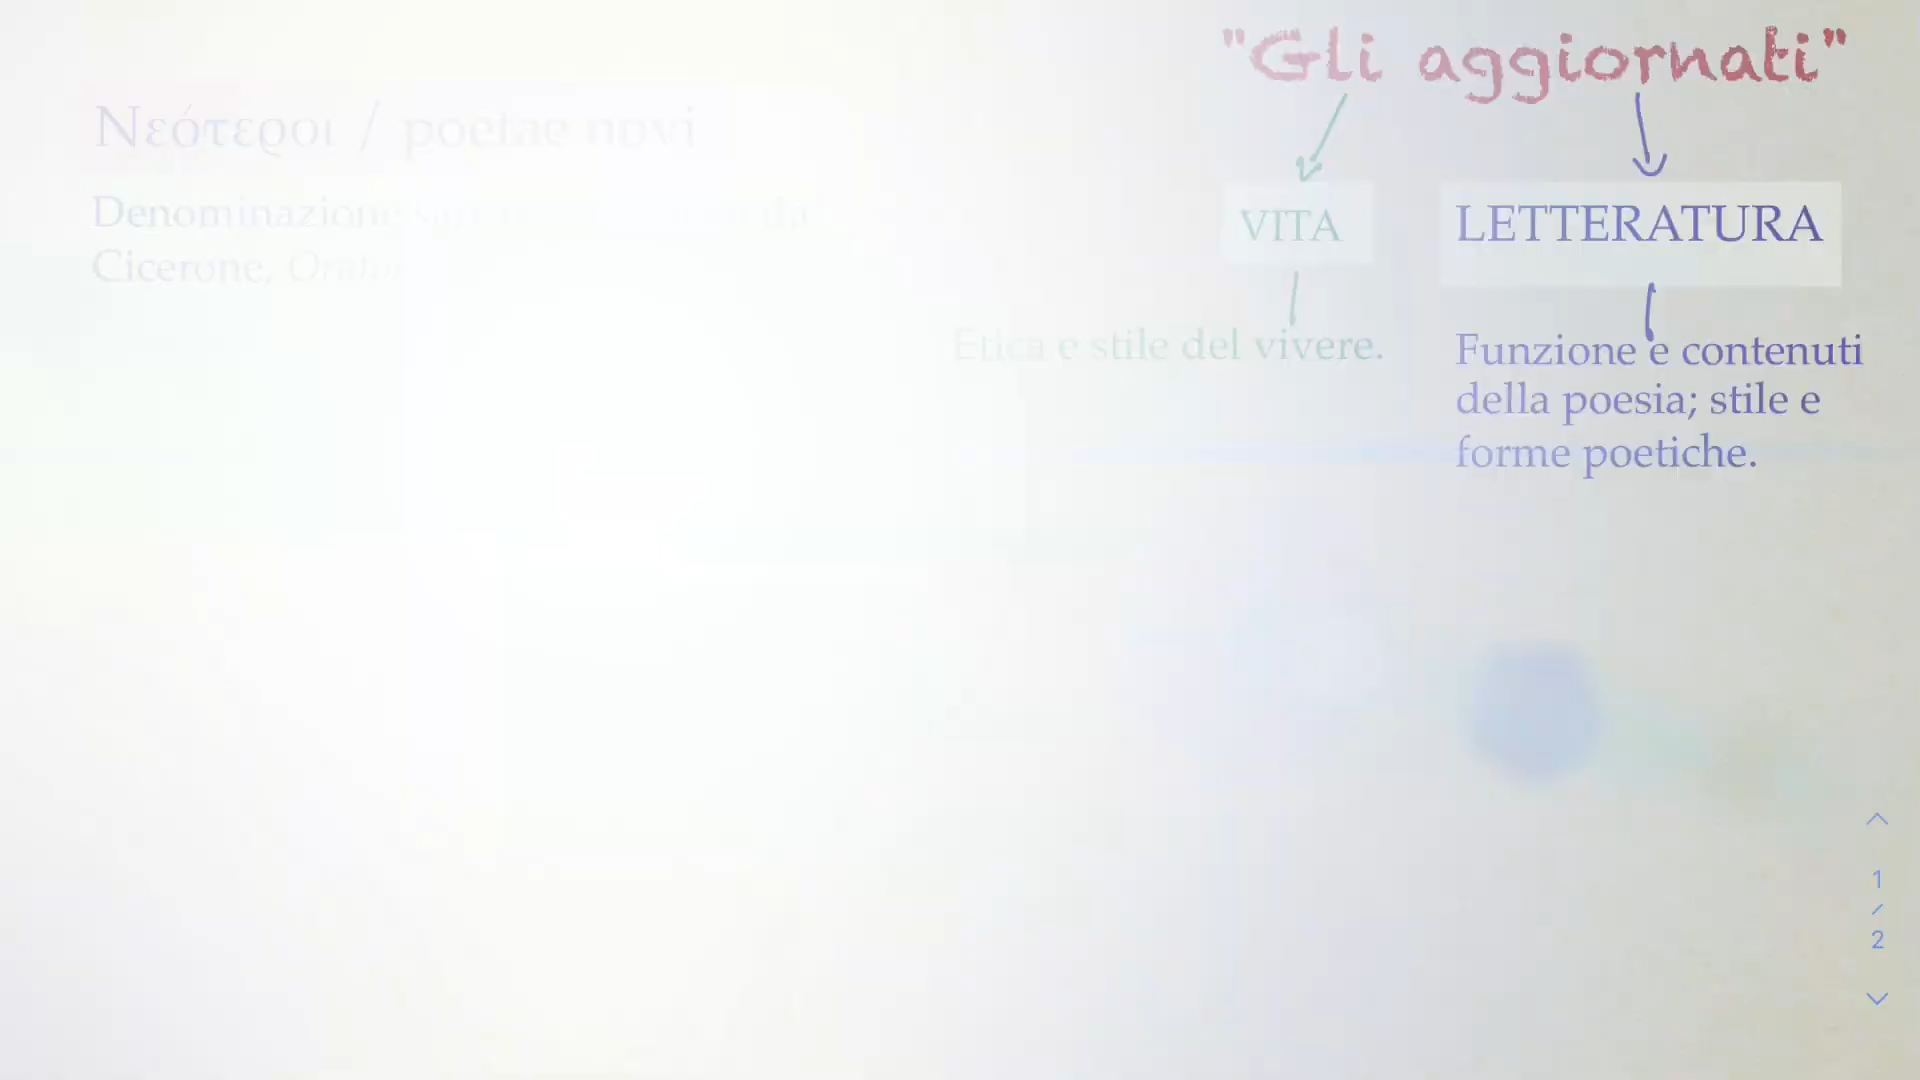 "Gli aggiornati"
Νεότεροι / poetae novi
Denominazione da
Cicerone, Orator
VITA
LETTERATURA
Etica e stile del vivere.
Funzione e contenuti
della poesia; stile e
forme poetiche.
1
/
2